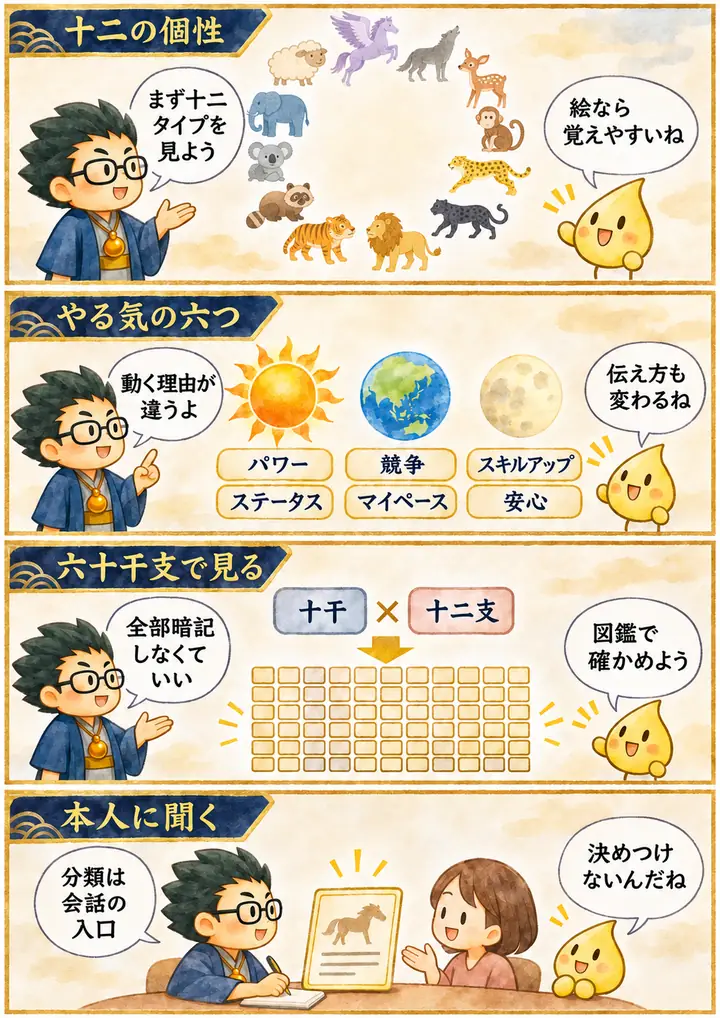 十二の個性
まず十二
タイプを
見よう
絵なら
覚えやすいね
やる気の六つ
動く理由が
違うよ
伝え方も
変わるね
パワー
競争
スキルアップ
ステータス
マイペース
安心
六十干支で見る
全部暗記
しなくて
いい
十干 × 十二支
図鑑で
確かめよう
本人に聞く
分類は
会話の
入口
決めつけ
ないんだね